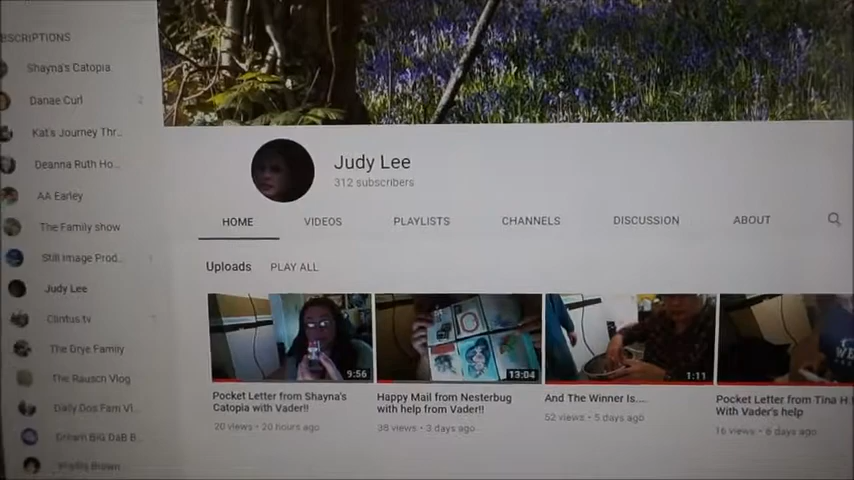 BSCRIPTIONS
Shayna's Catopia
Danae Curl 2
Kat's Journey Thr...
Deanna Ruth Ho...
AA Earley
The Family show
Still Image Prod...
Judy Lee
Clintus.tv
The Drye Family
The Rausch Vlog
Daily Dos Fam Vl...
Dream BIG DaB B...
Phyllis Brown
Judy Lee
312 subscribers
HOME VIDEOS PLAYLISTS CHANNELS DISCUSSION ABOUT
Uploads PLAY ALL
9:56
13:04
1:11
Pocket Letter from Shayna's
Catopia with Vader!!
20 views • 20 hours ago
Happy Mail from Nesterbug
with help from Vader!!
38 views • 3 days ago
And The Winner Is....
52 views • 5 days ago
Pocket Letter from Tina H
With Vader's help
16 views • 6 days ago